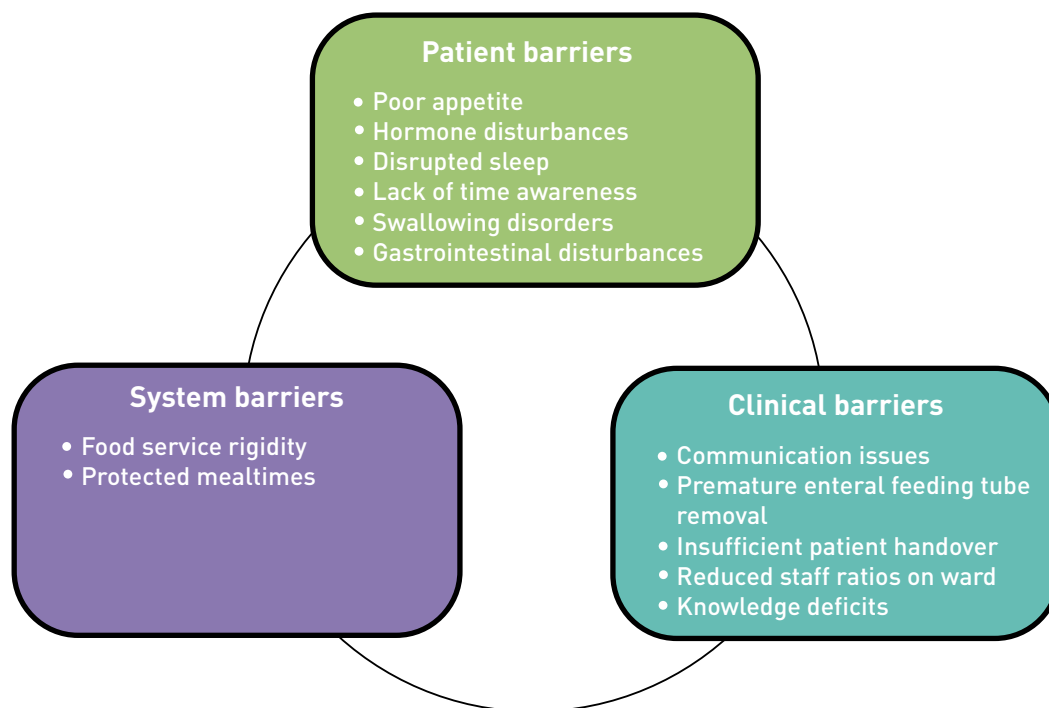 Patient barriers
• Poor appetite
• Hormone disturbances
• Disrupted sleep
• Lack of time awareness
• Swallowing disorders
• Gastrointestinal disturbances
System barriers
• Food service rigidity
• Protected mealtimes
Clinical barriers
• Communication issues
• Premature enteral feeding tube
removal
• Insufficient patient handover
• Reduced staff ratios on ward
• Knowledge deficits